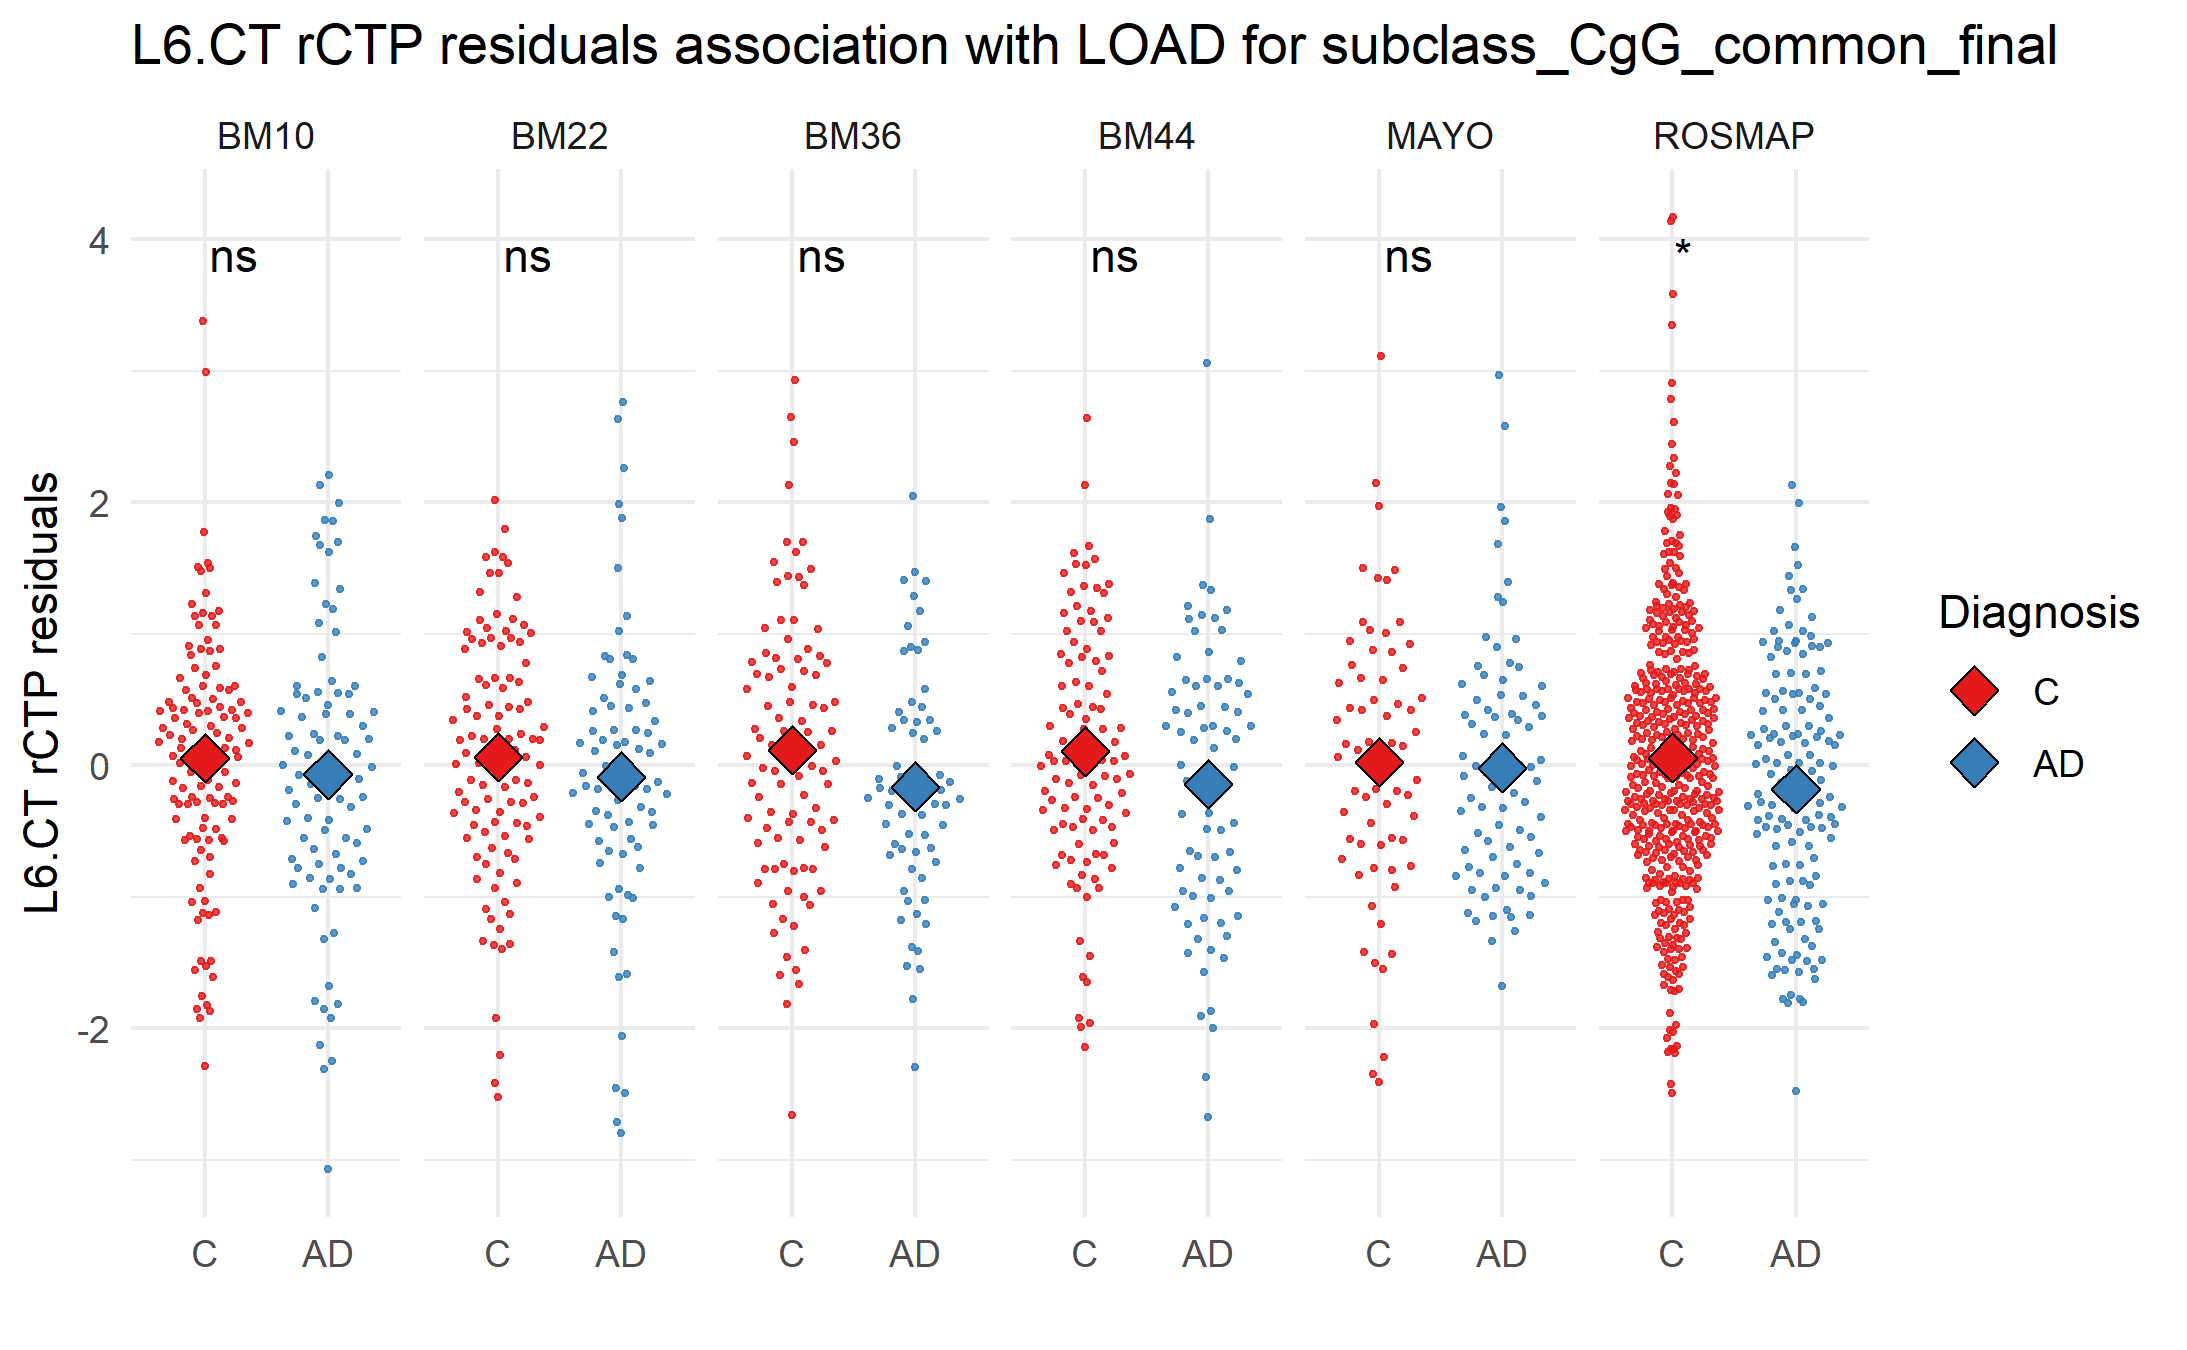 L6.CT rCTP residuals association with LOAD for subclass_CgG_common_final
BM10 BM22 BM36 BM44 MAYO ROSMAP
ns ns ns ns ns *
4
2
0
-2
L6.CT rCTP residuals
C AD C AD C AD C AD C AD C AD
Diagnosis
C
AD